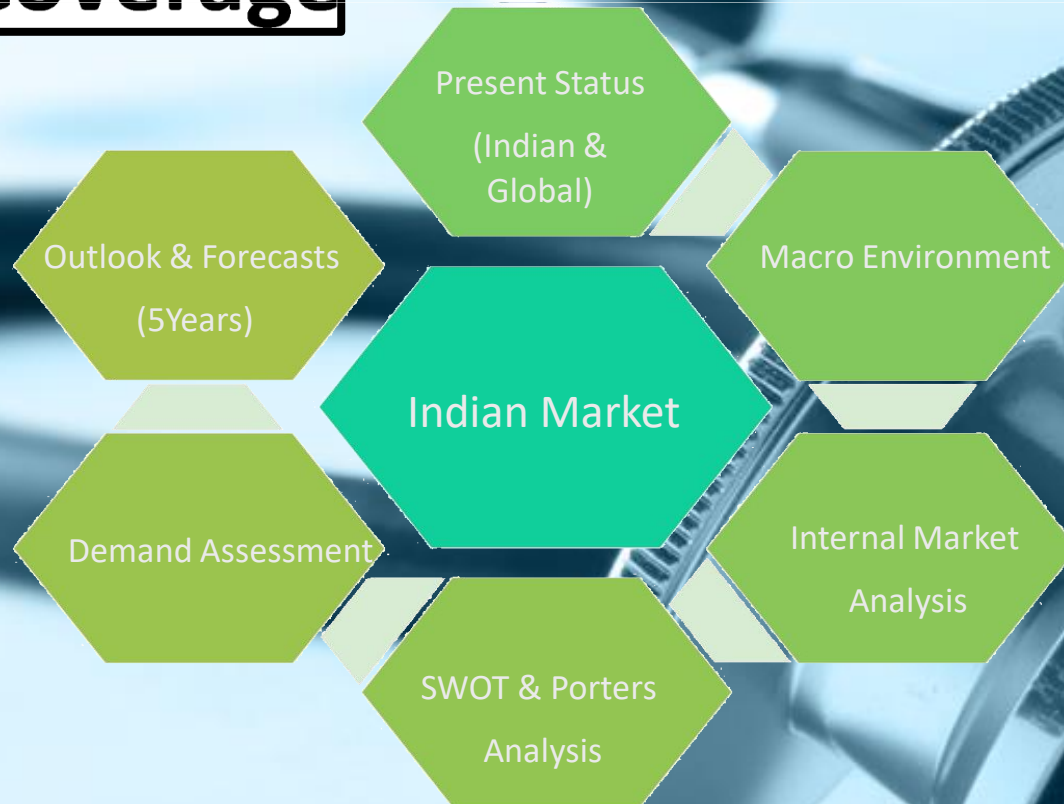 Coverage
Present Status
(Indian &
Global)
Macro Environment
Internal Market
Analysis
SWOT & Porters
Analysis
Demand Assessment
Outlook & Forecasts
(5Years)
Indian Market